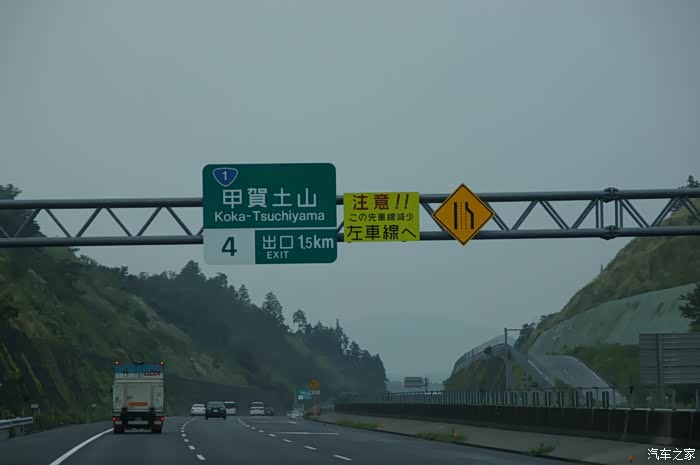 1
甲賀土山
Koka-Tsuchiyama
4
出口 1.5km
EXIT
注意!!
この先車線減少
左車線へ
汽车之家